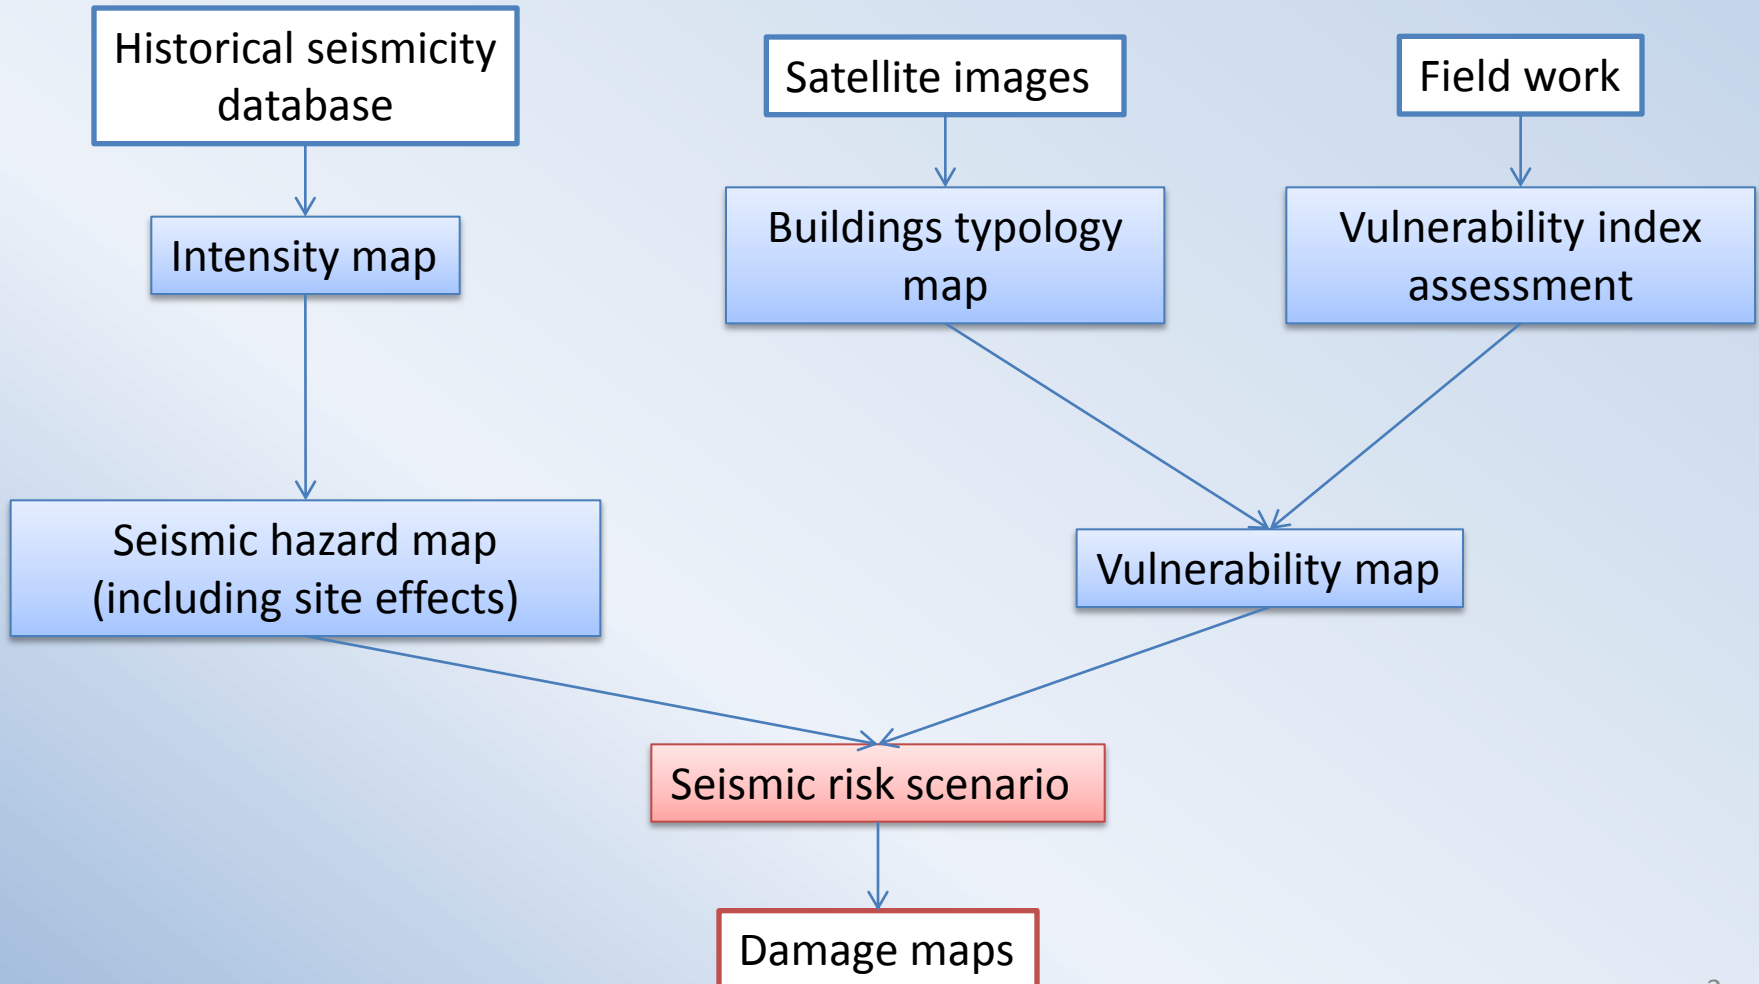 Historical seismicity
database
Satellite images
Field work
Intensity map
Buildings typology
map
Vulnerability index
assessment
Seismic hazard map
(including site effects)
Vulnerability map
Seismic risk scenario
Damage maps